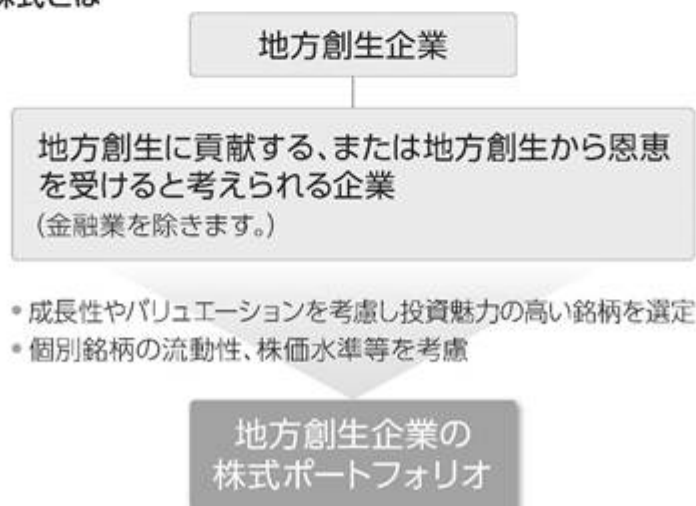 株式とは
地方創生企業
地方創生に貢献する、または地方創生から恩恵
を受けると考えられる企業
(金融業を除きます。)
• 成長性やバリュエーションを考慮し投資魅力の高い銘柄を選定
• 個別銘柄の流動性、株価水準等を考慮
地方創生企業の
株式ポートフォリオ